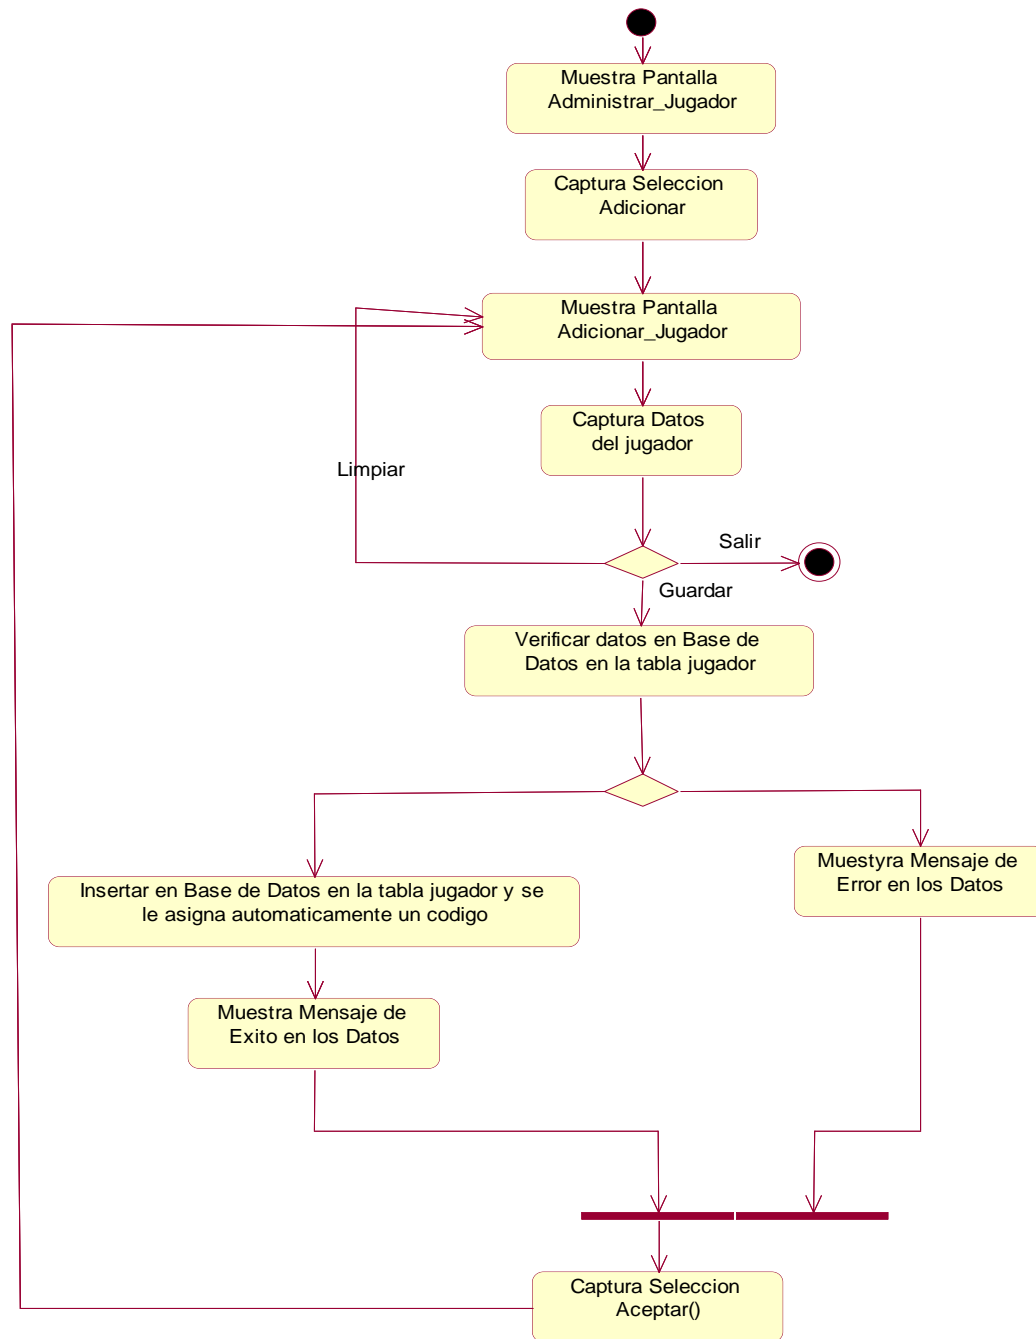 Muestra Pantalla
Administrar_Jugador
Captura Seleccion
Adicionar
Muestra Pantalla
Adicionar_Jugador
Captura Datos
del jugador
Limpiar
Salir
Guardar
Verificar datos en Base de
Datos en la tabla jugador
Muestyra Mensaje de
Error en los Datos
Insertar en Base de Datos en la tabla jugador y se
le asigna automaticamente un codigo
Muestra Mensaje de
Exito en los Datos
Captura Seleccion
Aceptar()